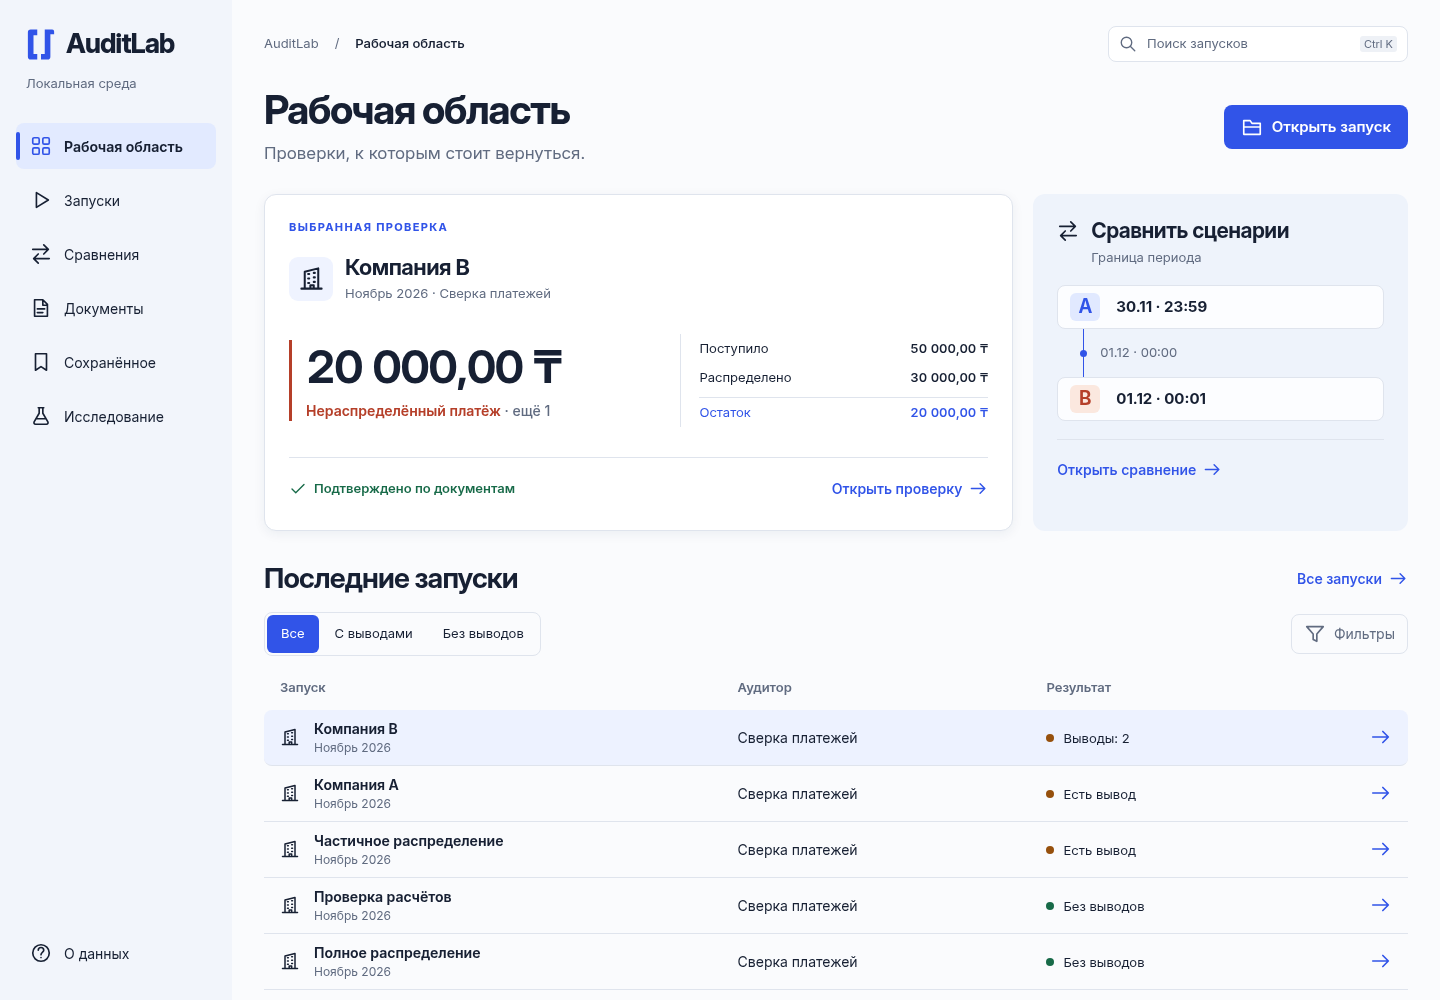 AuditLab
Локальная среда
Рабочая область
Запуски
Сравнения
Документы
Сохранённое
Исследование
О данных
AuditLab / Рабочая область
Поиск запусков Ctrl K
Рабочая область
Проверки, к которым стоит вернуться.
Открыть запуск
ВЫБРАННАЯ ПРОВЕРКА
Компания B
Ноябрь 2026 · Сверка платежей
20 000,00 ₸
Нераспределённый платёж · ещё 1
Поступило 50 000,00 ₸
Распределено 30 000,00 ₸
Остаток 20 000,00 ₸
Подтверждено по документам
Открыть проверку
Сравнить сценарии
Граница периода
A 30.11 · 23:59
01.12 · 00:00
B 01.12 · 00:01
Открыть сравнение
Последние запуски
Все запуски
Все С выводами Без выводов
Фильтры
Запуск Аудитор Результат
Компания B
Ноябрь 2026
Сверка платежей
Выводы: 2
Компания A
Ноябрь 2026
Сверка платежей
Есть вывод
Частичное распределение
Ноябрь 2026
Сверка платежей
Есть вывод
Проверка расчётов
Ноябрь 2026
Сверка платежей
Без выводов
Полное распределение
Ноябрь 2026
Сверка платежей
Без выводов